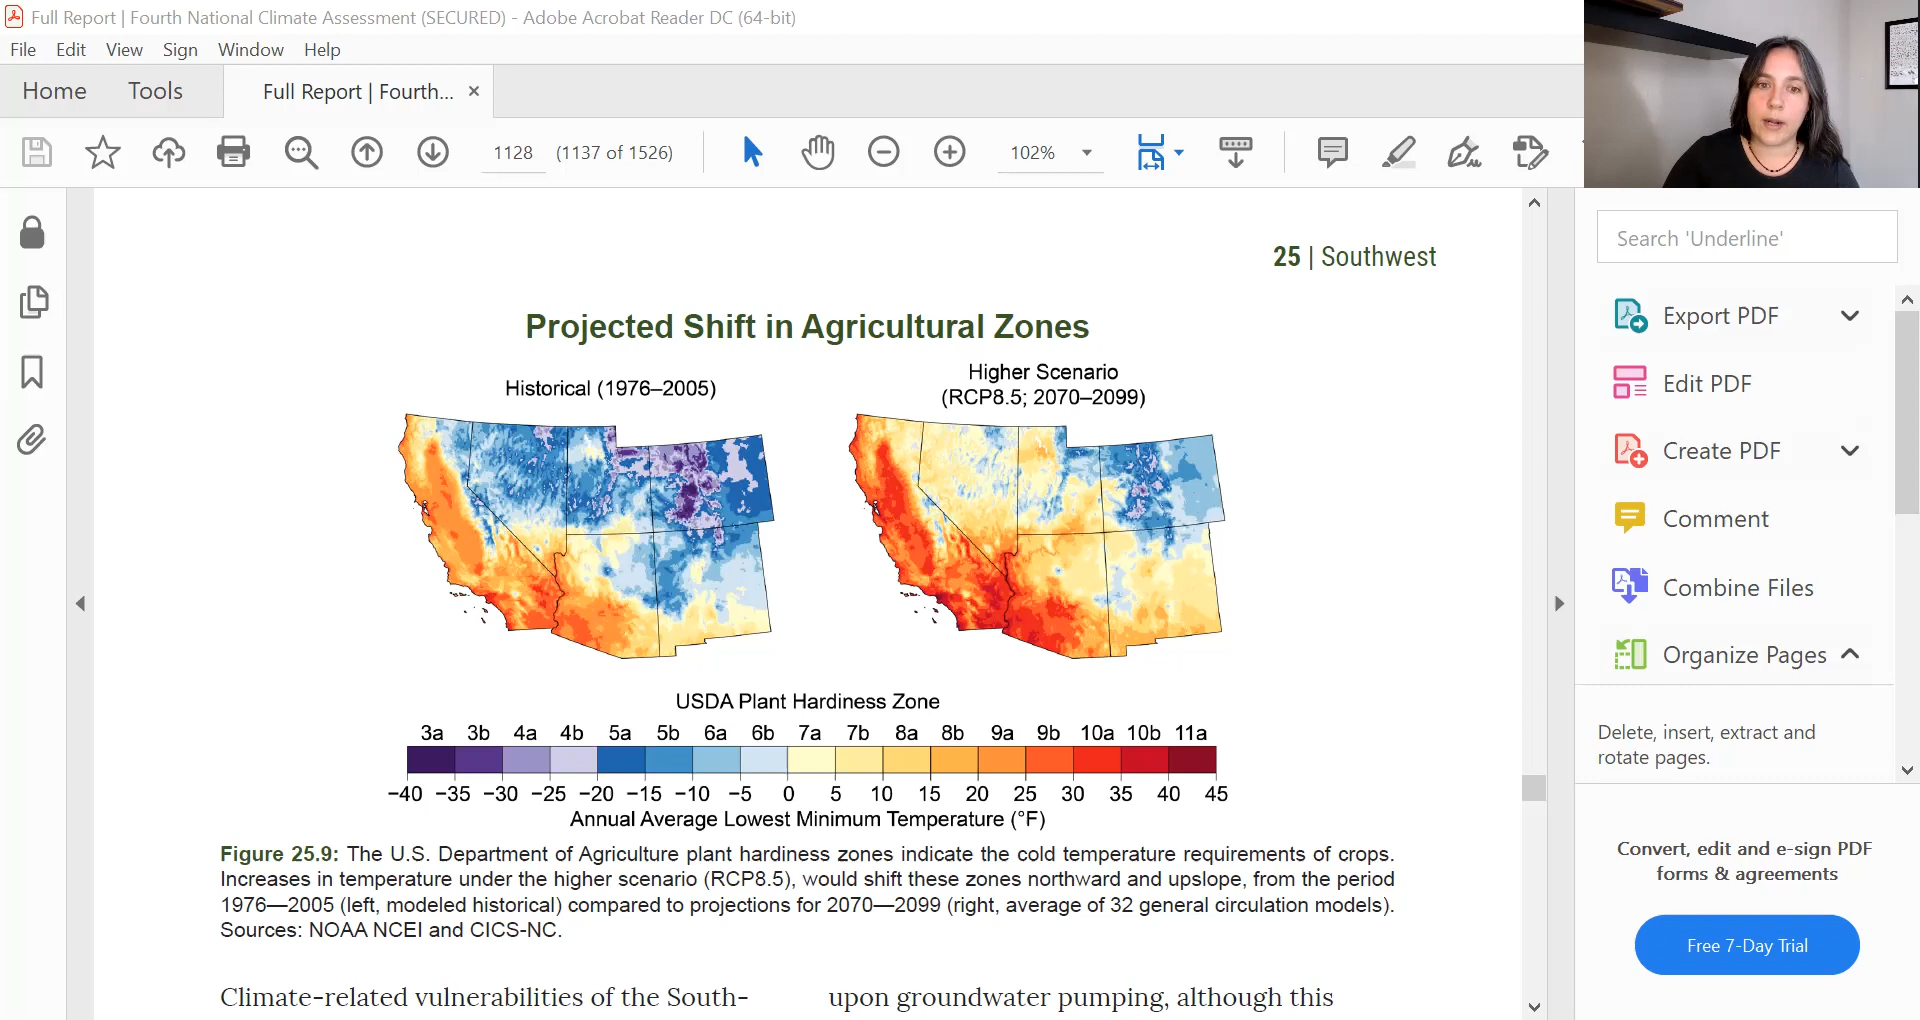 Full Report | Fourth National Climate Assessment (SECURED) - Adobe Acrobat Reader DC (64-bit)
File Edit View Sign Window Help
Home Tools Full Report | Fourth... ×
1128 (1137 of 1526) 102%
25 | Southwest
Projected Shift in Agricultural Zones
Historical (1976–2005)
Higher Scenario
(RCP8.5; 2070–2099)
USDA Plant Hardiness Zone
3a 3b 4a 4b 5a 5b 6a 6b 7a 7b 8a 8b 9a 9b 10a 10b 11a
−40 −35 −30 −25 −20 −15 −10 −5 0 5 10 15 20 25 30 35 40 45
Annual Average Lowest Minimum Temperature (°F)
Figure 25.9: The U.S. Department of Agriculture plant hardiness zones indicate the cold temperature requirements of crops.
Increases in temperature under the higher scenario (RCP8.5), would shift these zones northward and upslope, from the period
1976—2005 (left, modeled historical) compared to projections for 2070—2099 (right, average of 32 general circulation models).
Sources: NOAA NCEI and CICS-NC.
Climate-related vulnerabilities of the South-
upon groundwater pumping, although this
Search 'Underline'
Export PDF
Edit PDF
Create PDF
Comment
Combine Files
Organize Pages
Delete, insert, extract and
rotate pages.
Convert, edit and e-sign PDF
forms & agreements
Free 7-Day Trial